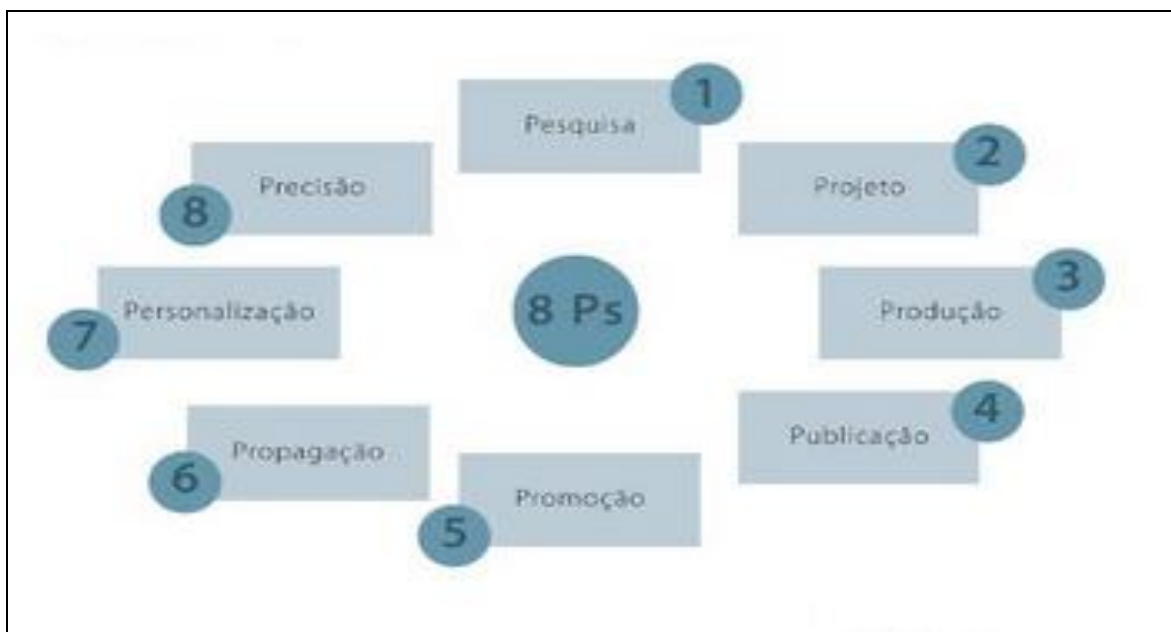 1
Pesquisa
2
Projeto
3
Produção
4
Publicação
5
Promoção
6
Propagação
7
Personalização
8
Precisão
8 Ps